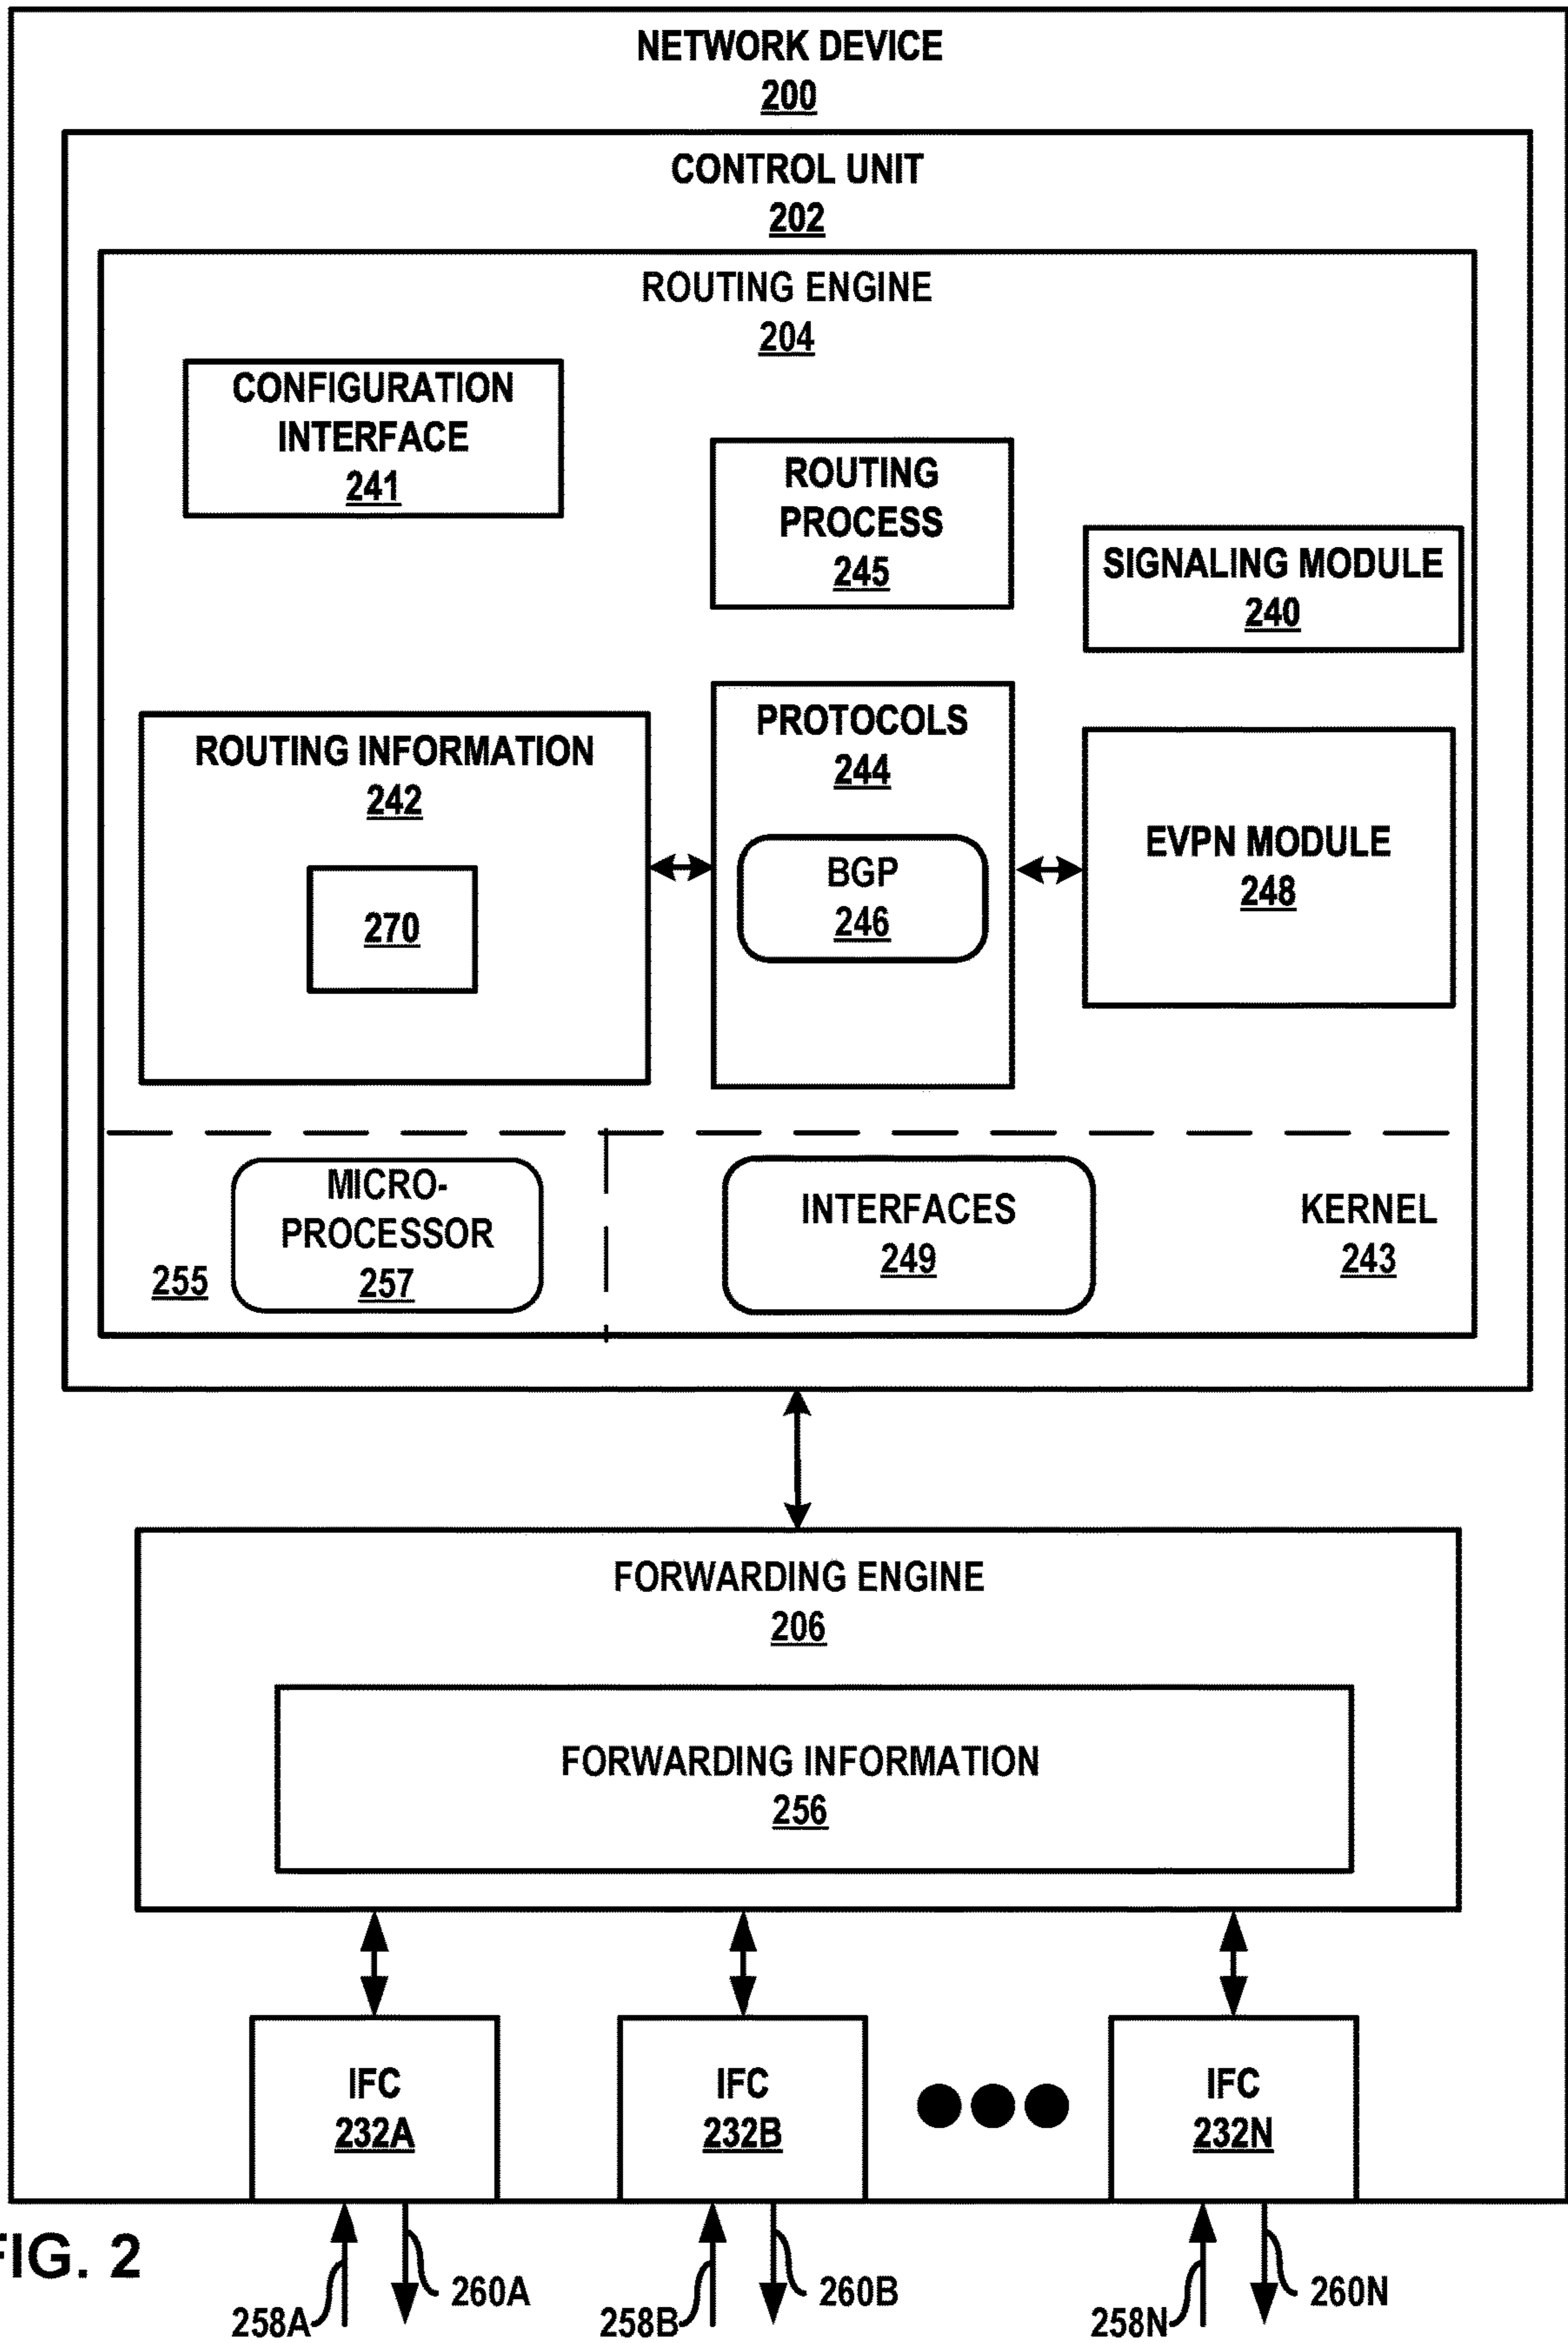 NETWORK DEVICE
200
CONTROL UNIT
202
ROUTING ENGINE
204
CONFIGURATION
INTERFACE
241
ROUTING
PROCESS
245
SIGNALING MODULE
240
ROUTING INFORMATION
242
270
PROTOCOLS
244
BGP
246
EVPN MODULE
248
255
MICRO-
PROCESSOR
257
INTERFACES
249
KERNEL
243
FORWARDING ENGINE
206
FORWARDING INFORMATION
256
IFC
232A
IFC
232B
IFC
232N
FIG. 2
258A
260A
258B
260B
258N
260N